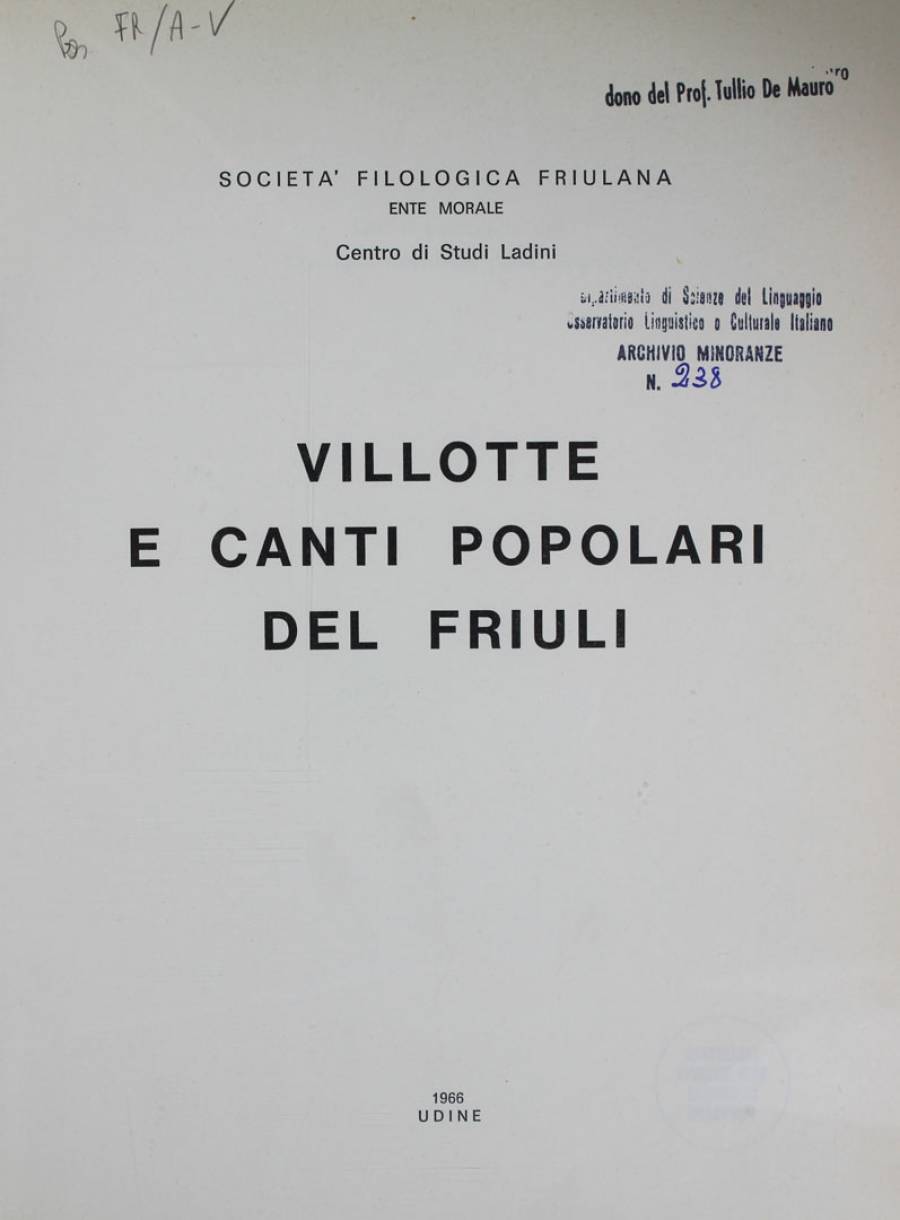 FR/A-V
dono del Prof. Tullio De Mauro
SOCIETA' FILOLOGICA FRIULANA
ENTE MORALE
Centro di Studi Ladini
di Scienze del Linguaggio
Linguistico e Culturale Italiano
ARCHIVIO MINORANZE
N. 238
VILLOTTE
E CANTI POPOLARI
DEL FRIULI
1966
UDINE